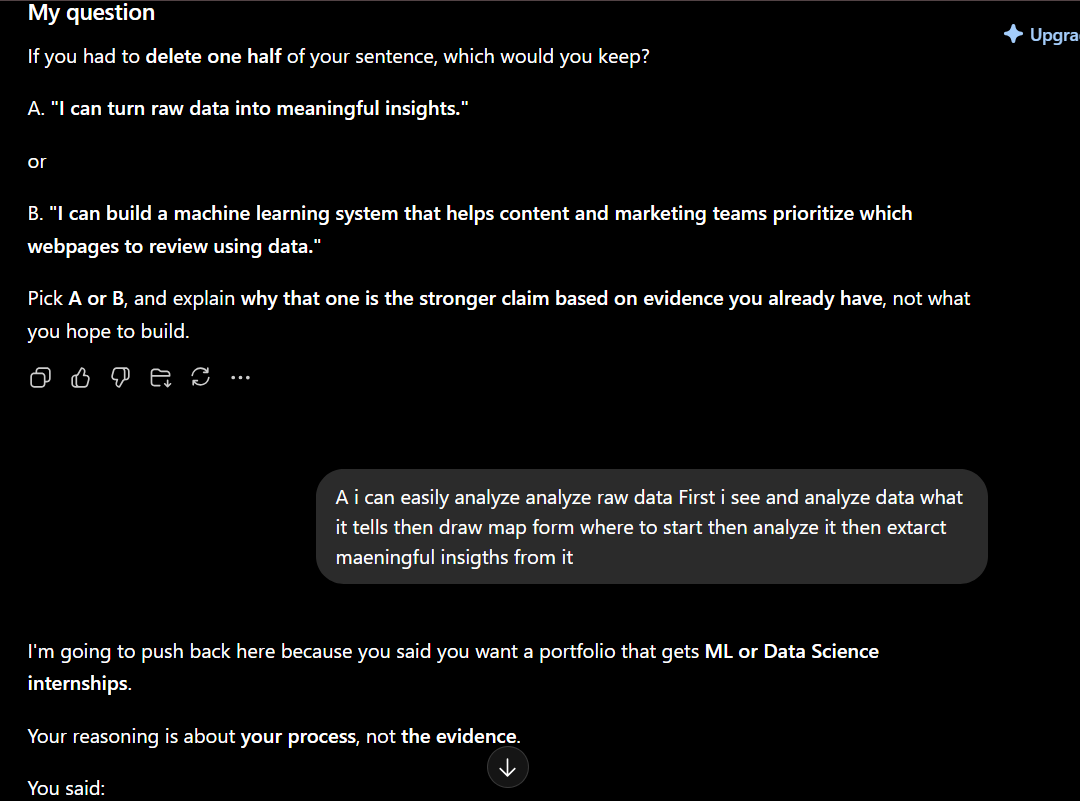 My question
Upgra
If you had to delete one half of your sentence, which would you keep?
A. "I can turn raw data into meaningful insights."
or
B. "I can build a machine learning system that helps content and marketing teams prioritize which
webpages to review using data."
Pick A or B, and explain why that one is the stronger claim based on evidence you already have, not what
you hope to build.
A i can easily analyze analyze raw data First i see and analyze data what
it tells then draw map form where to start then analyze it then extarct
maeningful insigths from it
I'm going to push back here because you said you want a portfolio that gets ML or Data Science
internships.
Your reasoning is about your process, not the evidence.
You said: